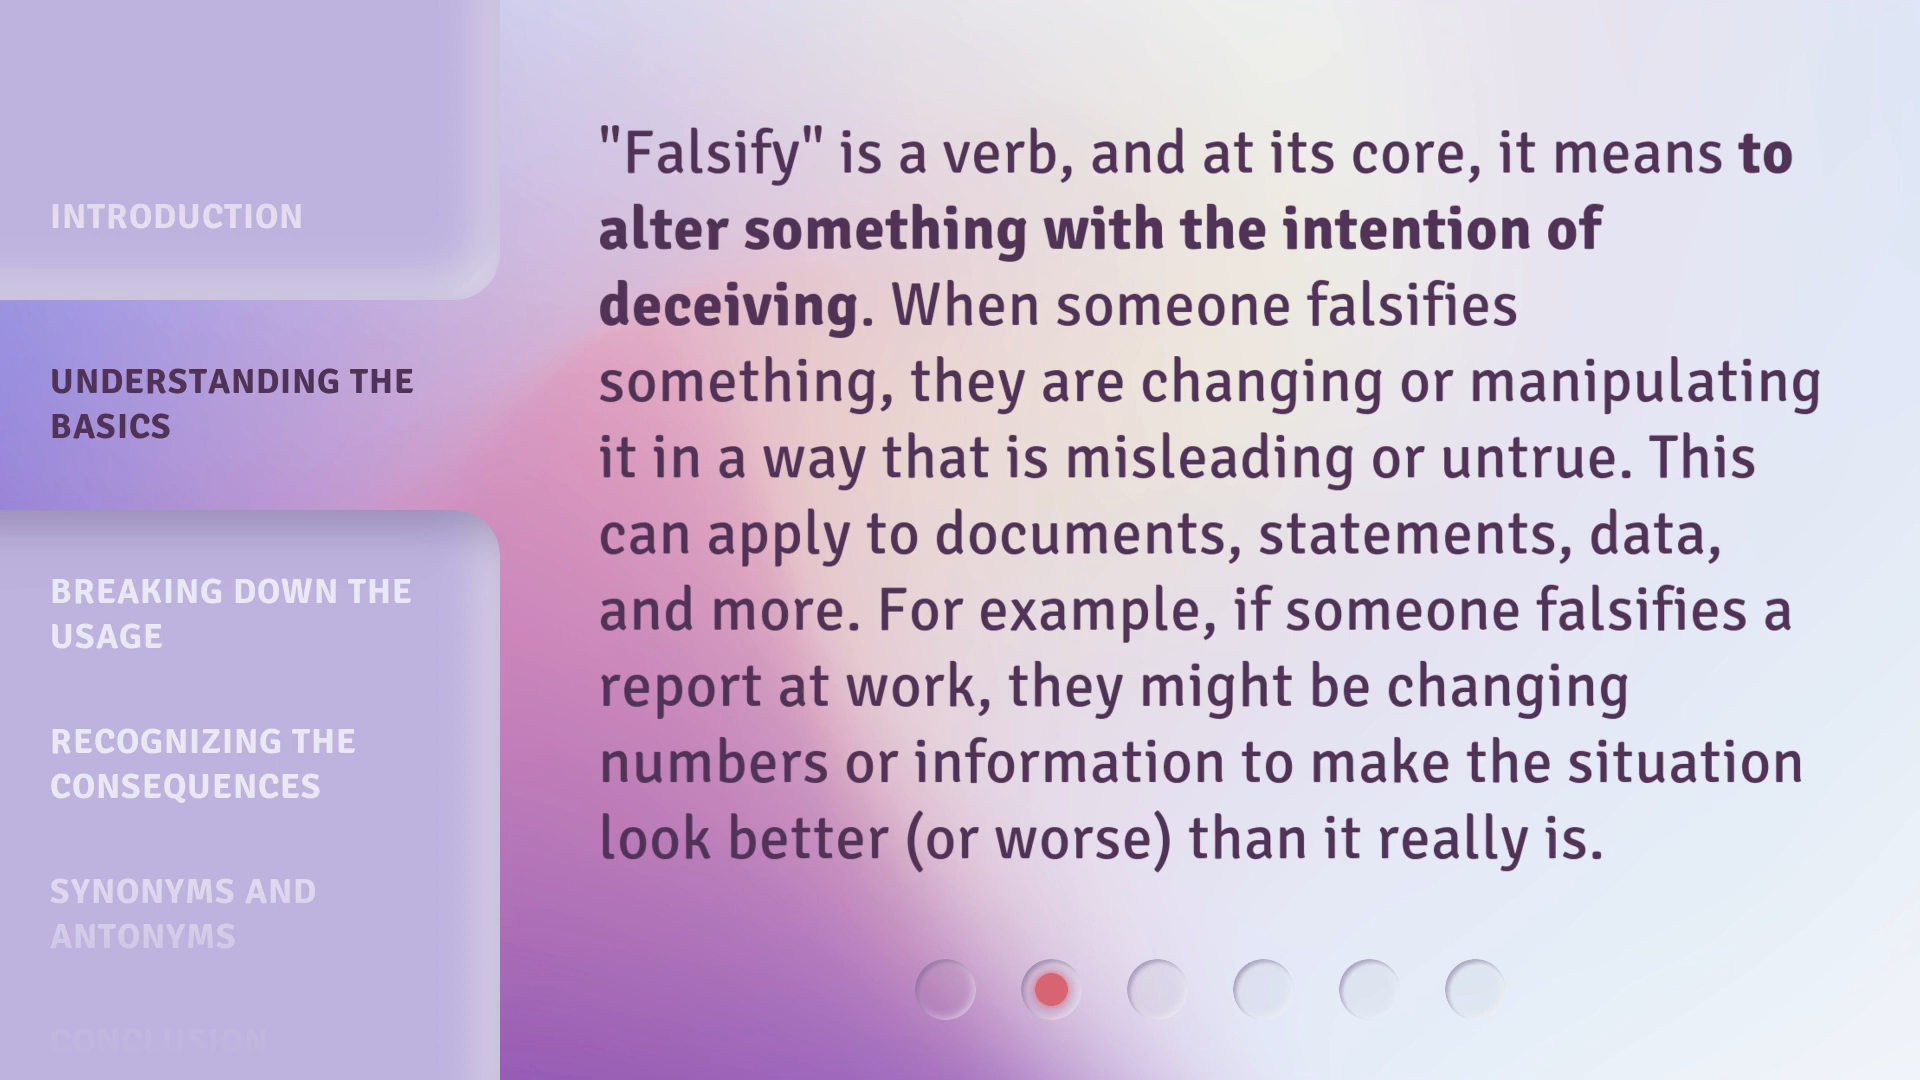 INTRODUCTION
UNDERSTANDING THE
BASICS
BREAKING DOWN THE
USAGE
RECOGNIZING THE
CONSEQUENCES
SYNONYMS AND
ANTONYMS
CONCLUSION
"Falsify" is a verb, and at its core, it means to
alter something with the intention of
deceiving. When someone falsifies
something, they are changing or manipulating
it in a way that is misleading or untrue. This
can apply to documents, statements, data,
and more. For example, if someone falsifies a
report at work, they might be changing
numbers or information to make the situation
look better (or worse) than it really is.